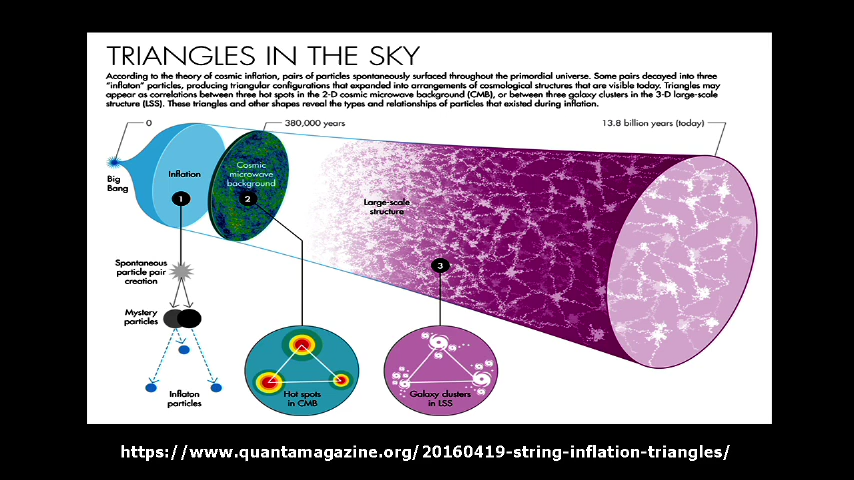 TRIANGLES IN THE SKY
According to the theory of cosmic inflation, pairs of particles spontaneously surfaced throughout the primordial universe. Some pairs decayed into three
"inflaton" particles, producing triangular configurations that expanded into arrangements of cosmological structures that are visible today. Triangles may
appear as correlations between three hot spots in the 2-D cosmic microwave background (CMB), or between three galaxy clusters in the 3-D large-scale
structure (LSS). These triangles and other shapes reveal the types and relationships of particles that existed during inflation.
0
380,000 years
13.8 billion years (today)
Big
Bang
Inflation
1
Cosmic
microwave
background
2
Large-scale
structure
3
Spontaneous
particle pair
creation
Mystery
particles
Inflaton
particles
Hot spots
in CMB
Galaxy clusters
in LSS
https://www.quantamagazine.org/20160419-string-inflation-triangles/